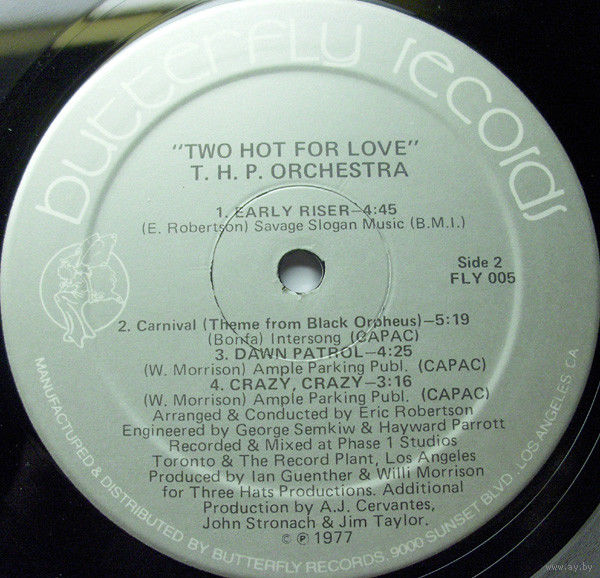 butterfly records
"TWO HOT FOR LOVE"
T. H. P. ORCHESTRA
1. EARLY RISER—4:45
(E. Robertson) Savage Slogan Music (B.M.I.)
Side 2
FLY 005
2. Carnival (Theme from Black Orpheus)—5:19
(Bonfa) Intersong (CAPAC)
3. DAWN PATROL—4:25
(W. Morrison) Ample Parking Publ. (CAPAC)
4. CRAZY, CRAZY—3:16
(W. Morrison) Ample Parking Publ. (CAPAC)
Arranged & Conducted by Eric Robertson
Engineered by George Semkiw & Hayward Parrott
Recorded & Mixed at Phase 1 Studios
Toronto & The Record Plant, Los Angeles
Produced by Ian Guenther & Willi Morrison
for Three Hats Productions. Additional
Production by A.J. Cervantes,
John Stronach & Jim Taylor.
© ℗ 1977
MANUFACTURED & DISTRIBUTED BY BUTTERFLY RECORDS, 9000 SUNSET BLVD., LOS ANGELES, CA
www.ay.by